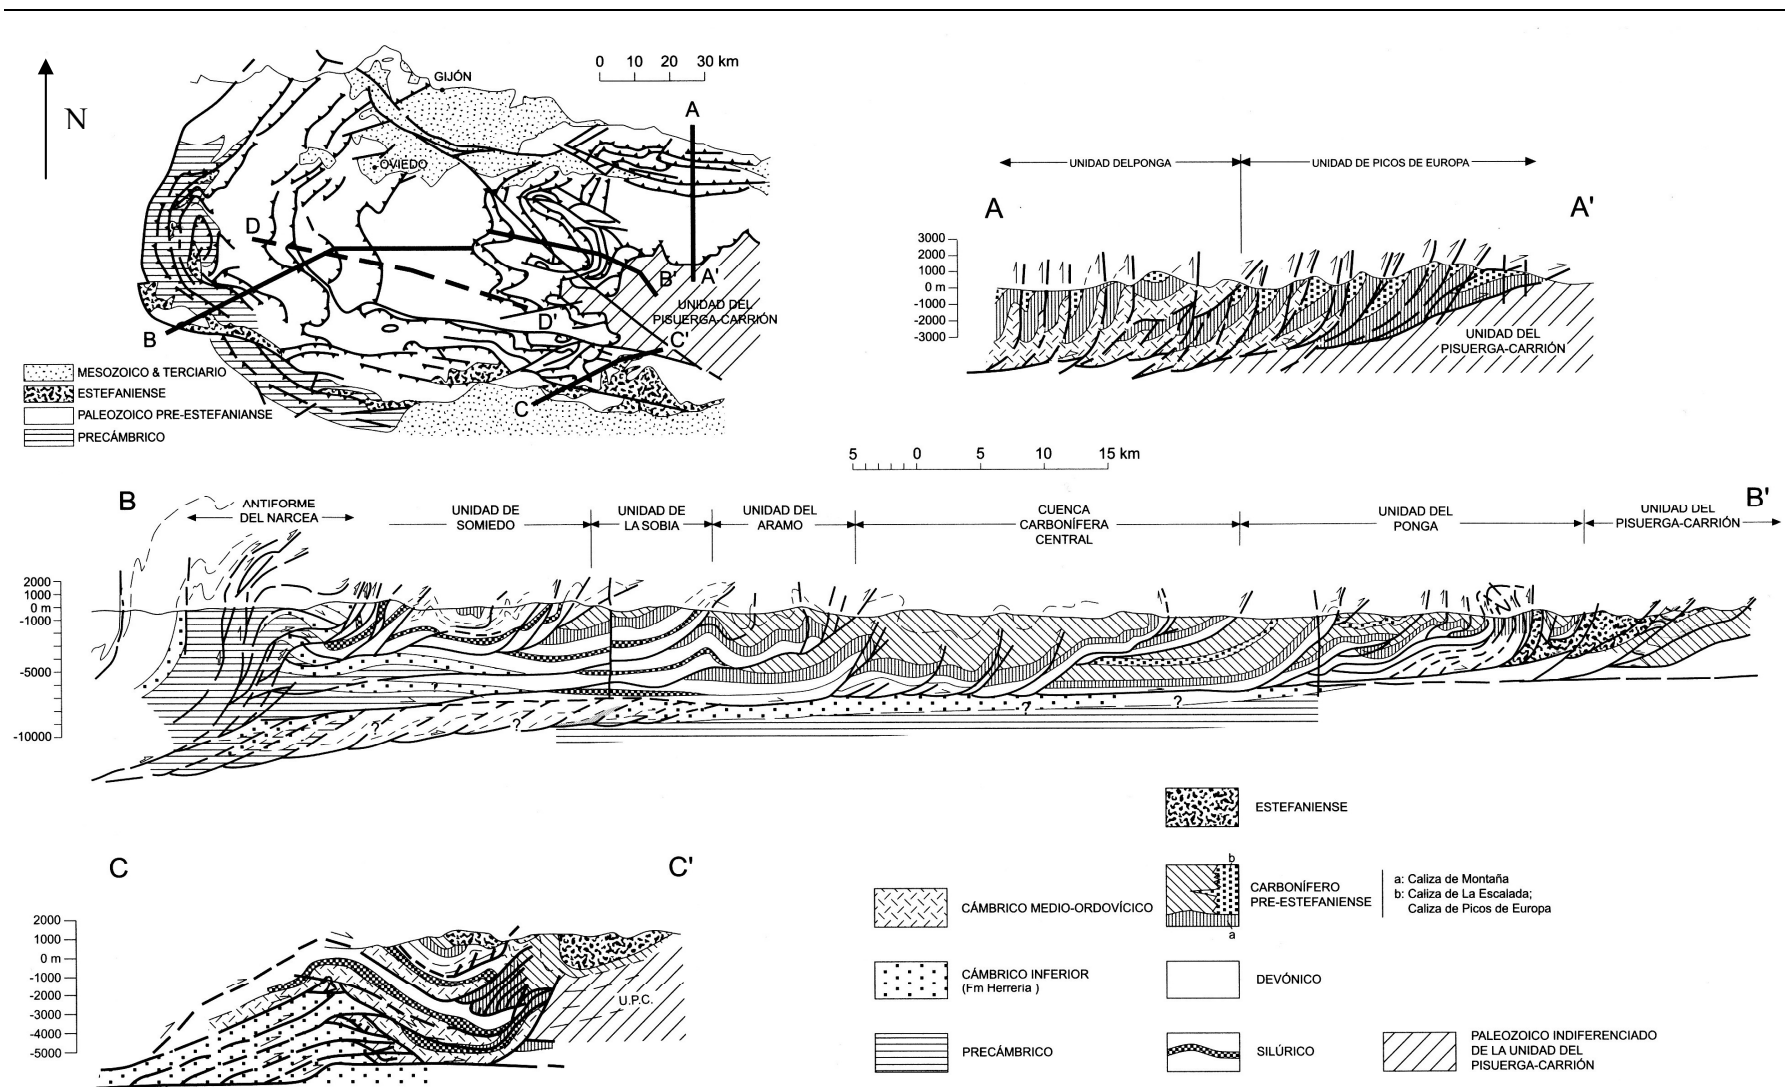 GIJÓN
0 10 20 30 km
N
A
OVIEDO
D
B'
A'
UNIDAD DEL
PISUERGA-CARRIÓN
D'
C'
B
C
MESOZOICO & TERCIARIO
ESTEFANIENSE
PALEOZOICO PRE-ESTEFANIANSE
PRECÁMBRICO
UNIDAD DELPONGA
UNIDAD DE PICOS DE EUROPA
A
A'
3000
2000
1000
0 m
-1000
-2000
-3000
UNIDAD DEL
PISUERGA-CARRIÓN
5 0 5 10 15 km
B
B'
ANTIFORME
DEL NARCEA
UNIDAD DE
SOMIEDO
UNIDAD DE
LA SOBIA
UNIDAD DEL
ARAMO
CUENCA
CARBONÍFERA
CENTRAL
UNIDAD DEL
PONGA
UNIDAD DEL
PISUERGA-CARRIÓN
2000
1000
0 m
-1000
-5000
-10000
?
?
?
?
?
C
C'
2000
1000
0 m
-1000
-2000
-3000
-4000
-5000
U.P.C.
ESTEFANIENSE
b
CARBONÍFERO
PRE-ESTEFANIENSE
a
a: Caliza de Montaña
b: Caliza de La Escalada;
Caliza de Picos de Europa
CÁMBRICO MEDIO-ORDOVÍCICO
CÁMBRICO INFERIOR
(Fm Herrería )
DEVÓNICO
PRECÁMBRICO
SILÚRICO
PALEOZOICO INDIFERENCIADO
DE LA UNIDAD DEL
PISUERGA-CARRIÓN